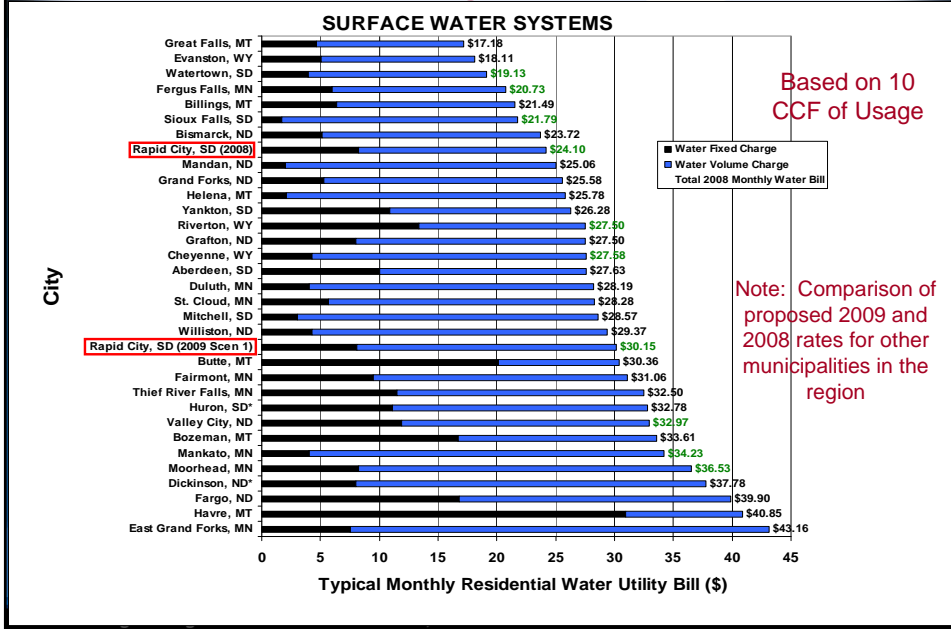 SURFACE WATER SYSTEMS
Great Falls, MT $17.18
Evanston, WY $18.11
Watertown, SD $19.13
Fergus Falls, MN $20.73
Billings, MT $21.49
Sioux Falls, SD $21.79
Bismarck, ND $23.72
Rapid City, SD (2008) $24.10
Mandan, ND $25.06
Grand Forks, ND $25.58
Helena, MT $25.78
Yankton, SD $26.28
Riverton, WY $27.50
Grafton, ND $27.50
Cheyenne, WY $27.58
Aberdeen, SD $27.63
Duluth, MN $28.19
St. Cloud, MN $28.28
Mitchell, SD $28.57
Williston, ND $29.37
Rapid City, SD (2009 Scen 1) $30.15
Butte, MT $30.36
Fairmont, MN $31.06
Thief River Falls, MN $32.50
Huron, SD* $32.78
Valley City, ND $32.97
Bozeman, MT $33.61
Mankato, MN $34.23
Moorhead, MN $36.53
Dickinson, ND* $37.78
Fargo, ND $39.90
Havre, MT $40.85
East Grand Forks, MN $43.16
0 5 10 15 20 25 30 35 40 45
Typical Monthly Residential Water Utility Bill ($)
City
Based on 10
CCF of Usage
Water Fixed Charge
Water Volume Charge
Total 2008 Monthly Water Bill
Note: Comparison of
proposed 2009 and
2008 rates for other
municipalities in the
region